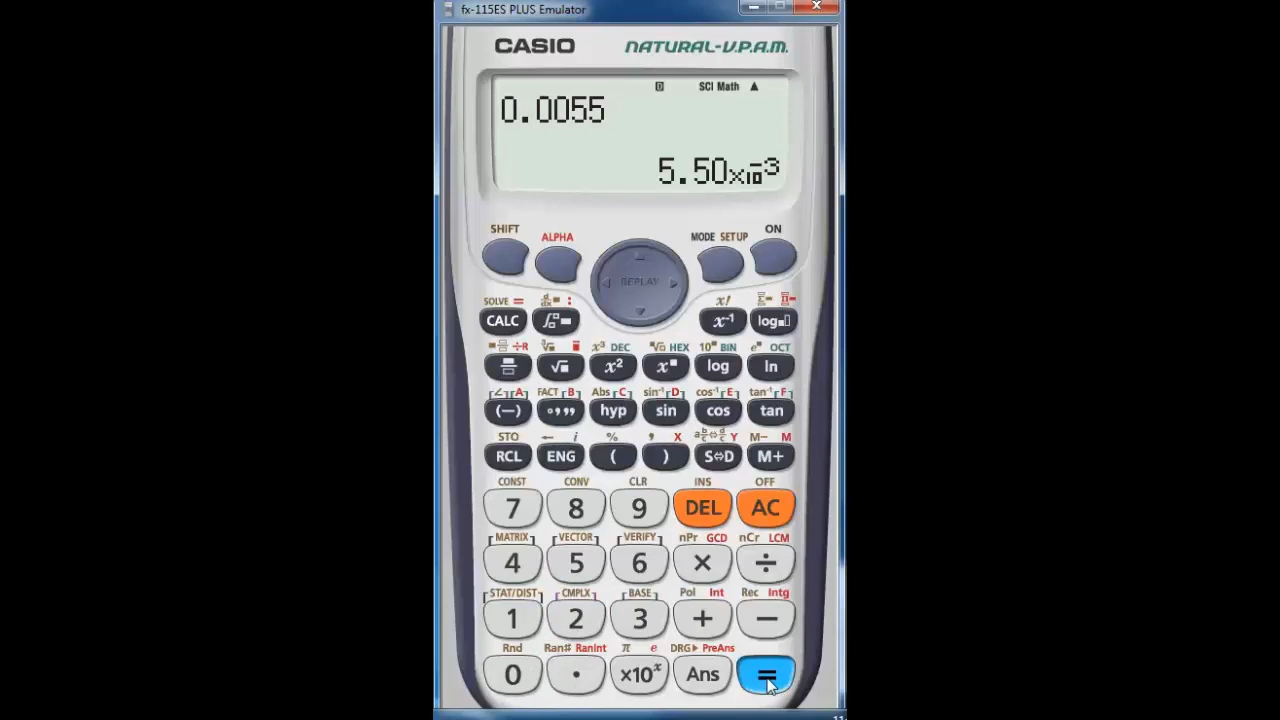 fx-115ES PLUS Emulator
CASIO NATURAL-V.P.A.M.
D SCI Math ▲
0.0055
5.50×10⁻³
SHIFT ALPHA MODE SETUP ON
REPLAY
SOLVE = d/dx : x! Σ Π
CALC ∫ x⁻¹ log
÷R ³√ x³ DEC √ HEX 10 BIN e OCT
√ x² x log ln
∠ A FACT B Abs C sin⁻¹ D cos⁻¹ E tan⁻¹ F
(−) °,,, hyp sin cos tan
STO ← i % , X a b/c⇔d/c Y M− M
RCL ENG ( ) S⇔D M+
CONST CONV CLR INS OFF
7 8 9 DEL AC
MATRIX VECTOR VERIFY nPr GCD nCr LCM
4 5 6 × ÷
STAT/DIST CMPLX BASE Pol Int Rec Intg
1 2 3 + −
Rnd Ran# RanInt π e DRG▶ PreAns
0 . ×10ˣ Ans =